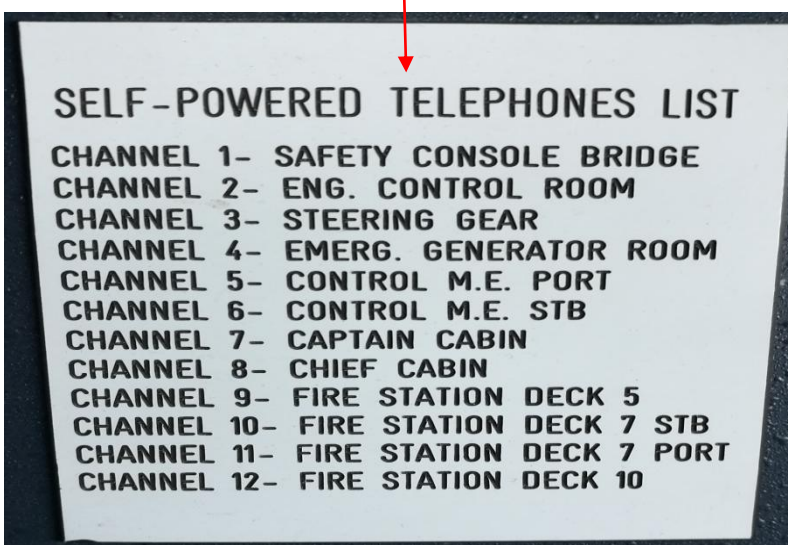 SELF-POWERED TELEPHONES LIST
CHANNEL 1- SAFETY CONSOLE BRIDGE
CHANNEL 2- ENG. CONTROL ROOM
CHANNEL 3- STEERING GEAR
CHANNEL 4- EMERG. GENERATOR ROOM
CHANNEL 5- CONTROL M.E. PORT
CHANNEL 6- CONTROL M.E. STB
CHANNEL 7- CAPTAIN CABIN
CHANNEL 8- CHIEF CABIN
CHANNEL 9- FIRE STATION DECK 5
CHANNEL 10- FIRE STATION DECK 7 STB
CHANNEL 11- FIRE STATION DECK 7 PORT
CHANNEL 12- FIRE STATION DECK 10